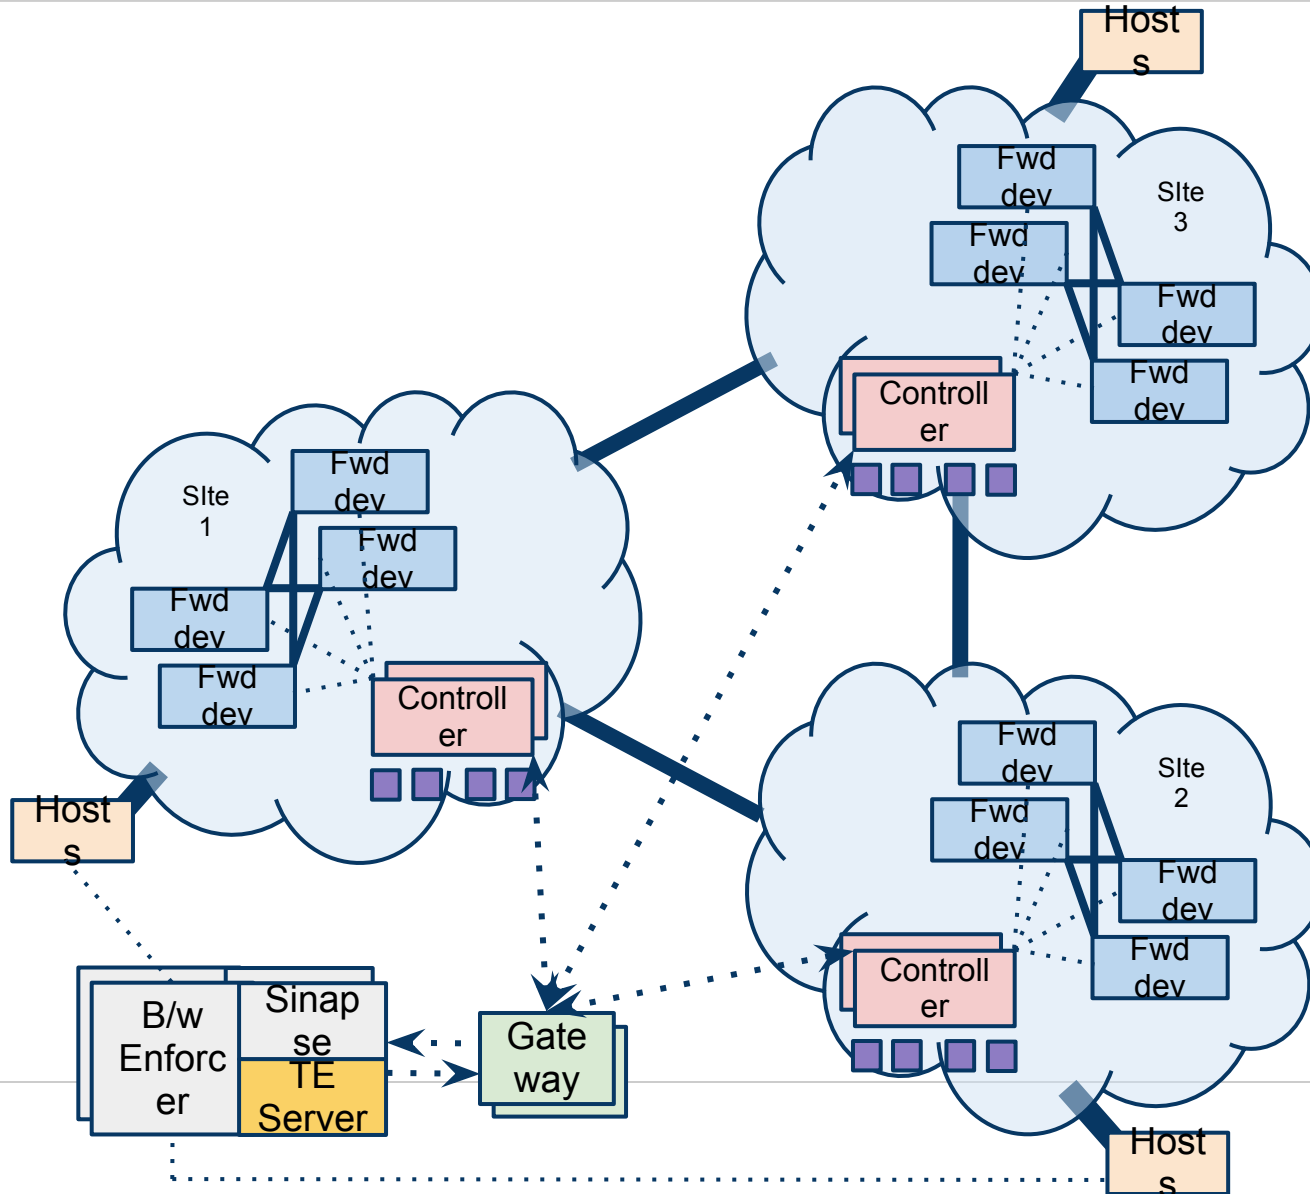 Host
s
Fwd
dev
SIte
3
Fwd
dev
Fwd
dev
Fwd
dev
Controll
er
Fwd
dev
SIte
1
Fwd
dev
Fwd
dev
Fwd
dev
Controll
er
Host
s
Fwd
dev
SIte
2
Fwd
dev
Fwd
dev
Fwd
dev
Controll
er
B/w
Enforc
er
Sinap
se
TE
Server
Gate
way
Host
s